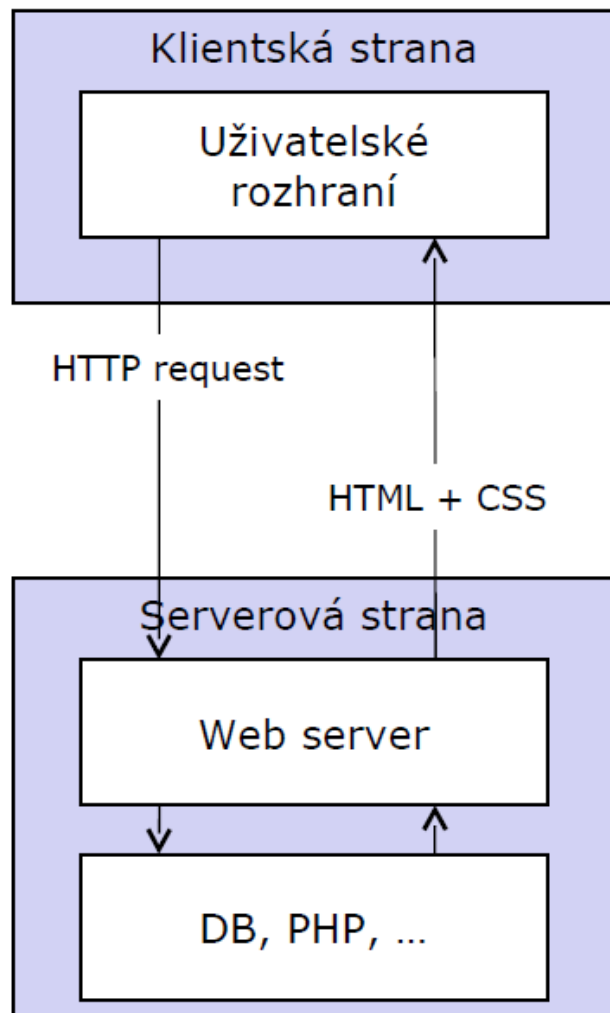 Klientská strana
Uživatelské
rozhraní
HTTP request
HTML + CSS
Serverová strana
Web server
DB, PHP, ...